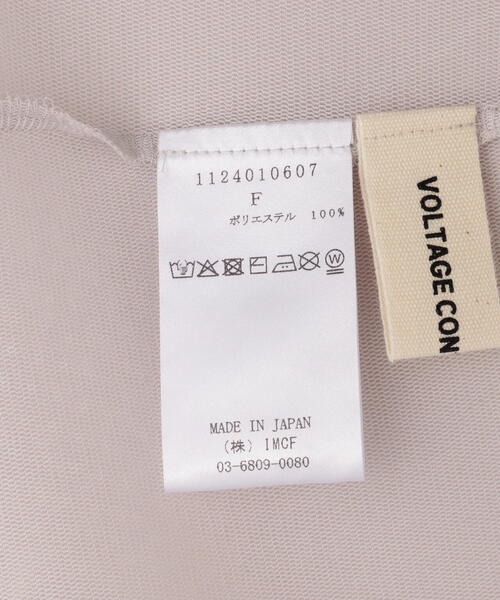 1124010607
F
ポリエステル 100%
W
MADE IN JAPAN
(株) IMCF
03-6809-0080
VOLTAGE CON